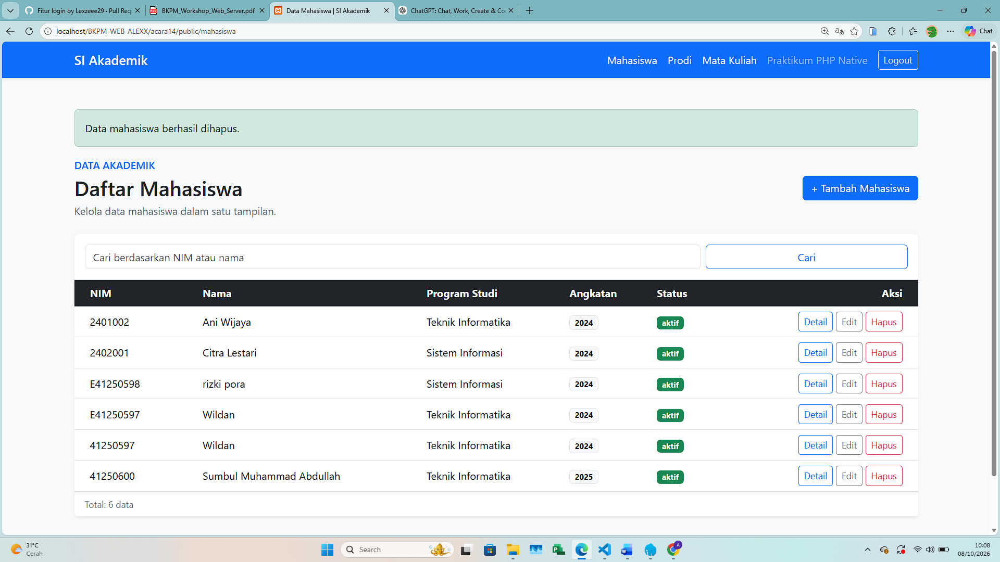 Fitur login by Lexzeee29 · Pull Requ
BKPM_Workshop_Web_Server.pdf
Data Mahasiswa | SI Akademik
ChatGPT: Chat, Work, Create & Co
localhost/BKPM-WEB-ALEXX/acara14/public/mahasiswa
Chat
SI Akademik
Mahasiswa Prodi Mata Kuliah Praktikum PHP Native Logout
Data mahasiswa berhasil dihapus.
DATA AKADEMIK
Daftar Mahasiswa
+ Tambah Mahasiswa
Kelola data mahasiswa dalam satu tampilan.
Cari berdasarkan NIM atau nama Cari
NIM Nama Program Studi Angkatan Status Aksi
2401002 Ani Wijaya Teknik Informatika 2024 aktif Detail Edit Hapus
2402001 Citra Lestari Sistem Informasi 2024 aktif Detail Edit Hapus
E41250598 rizki pora Sistem Informasi 2024 aktif Detail Edit Hapus
E41250597 Wildan Teknik Informatika 2024 aktif Detail Edit Hapus
41250597 Wildan Teknik Informatika 2024 aktif Detail Edit Hapus
41250600 Sumbul Muhammad Abdullah Teknik Informatika 2025 aktif Detail Edit Hapus
Total: 6 data
31°C
Cerah
Search
10:08
08/10/2026